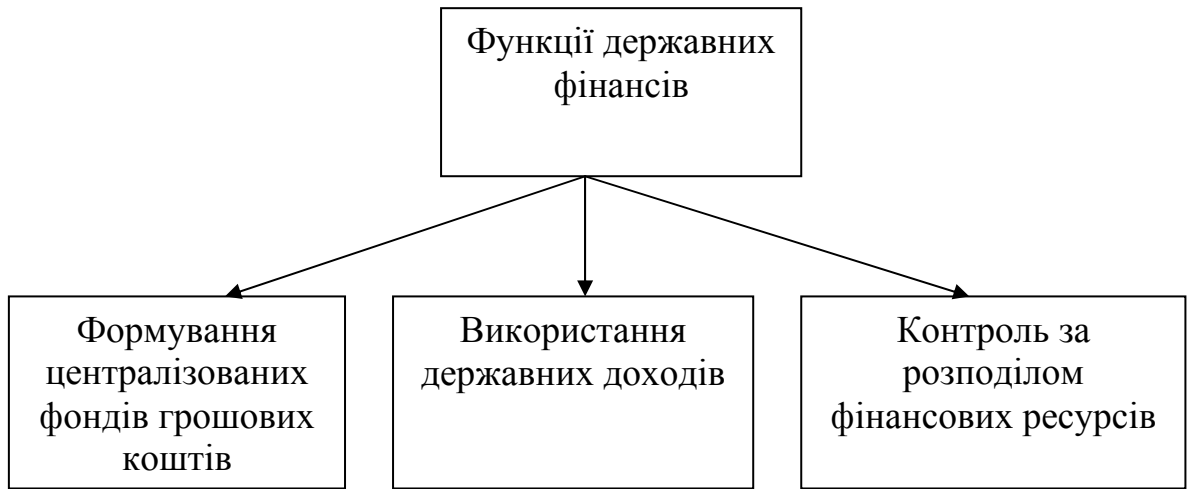 Функції державних
фінансів
Формування
централізованих
фондів грошових
коштів
Використання
державних доходів
Контроль за
розподілом
фінансових ресурсів